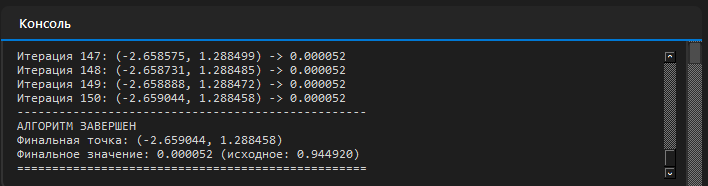 Консоль
Итерация 147: (-2.658575, 1.288499) -> 0.000052
Итерация 148: (-2.658731, 1.288485) -> 0.000052
Итерация 149: (-2.658888, 1.288472) -> 0.000052
Итерация 150: (-2.659044, 1.288458) -> 0.000052
--------------------------------------------------
АЛГОРИТМ ЗАВЕРШЕН
Финальная точка: (-2.659044, 1.288458)
Финальное значение: 0.000052 (исходное: 0.944920)
==================================================